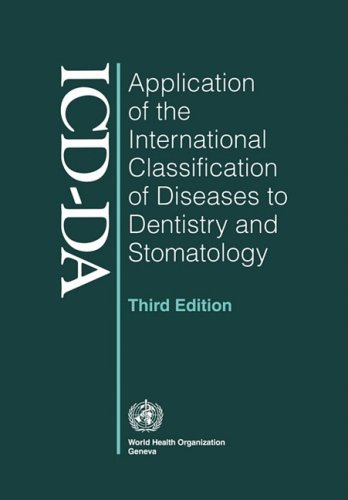 ICD-DA
Application
of the
International
Classification
of Diseases to
Dentistry and
Stomatology
Third Edition
World Health Organization
Geneva